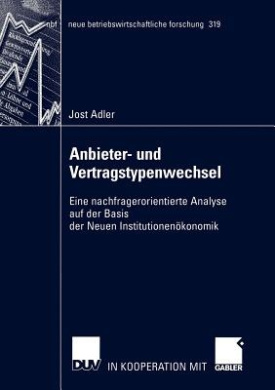 nbf neue betriebswirtschaftliche forschung 319
Jost Adler
Anbieter- und
Vertragstypenwechsel
Eine nachfragerorientierte Analyse
auf der Basis
der Neuen Institutionenökonomik
DUV IN KOOPERATION MIT GABLER